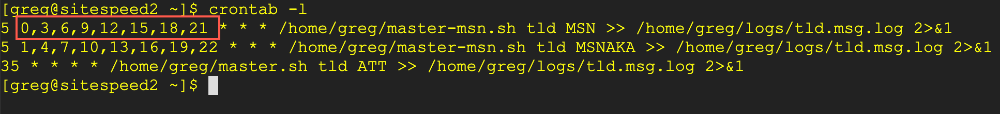 [greg@sitespeed2 ~]$ crontab -l
5 0,3,6,9,12,15,18,21 * * * /home/greg/master-msn.sh tld MSN >> /home/greg/logs/tld.msg.log 2>&1
5 1,4,7,10,13,16,19,22 * * * /home/greg/master-msn.sh tld MSNAKA >> /home/greg/logs/tld.msg.log 2>&1
35 * * * * /home/greg/master.sh tld ATT >> /home/greg/logs/tld.msg.log 2>&1
[greg@sitespeed2 ~]$